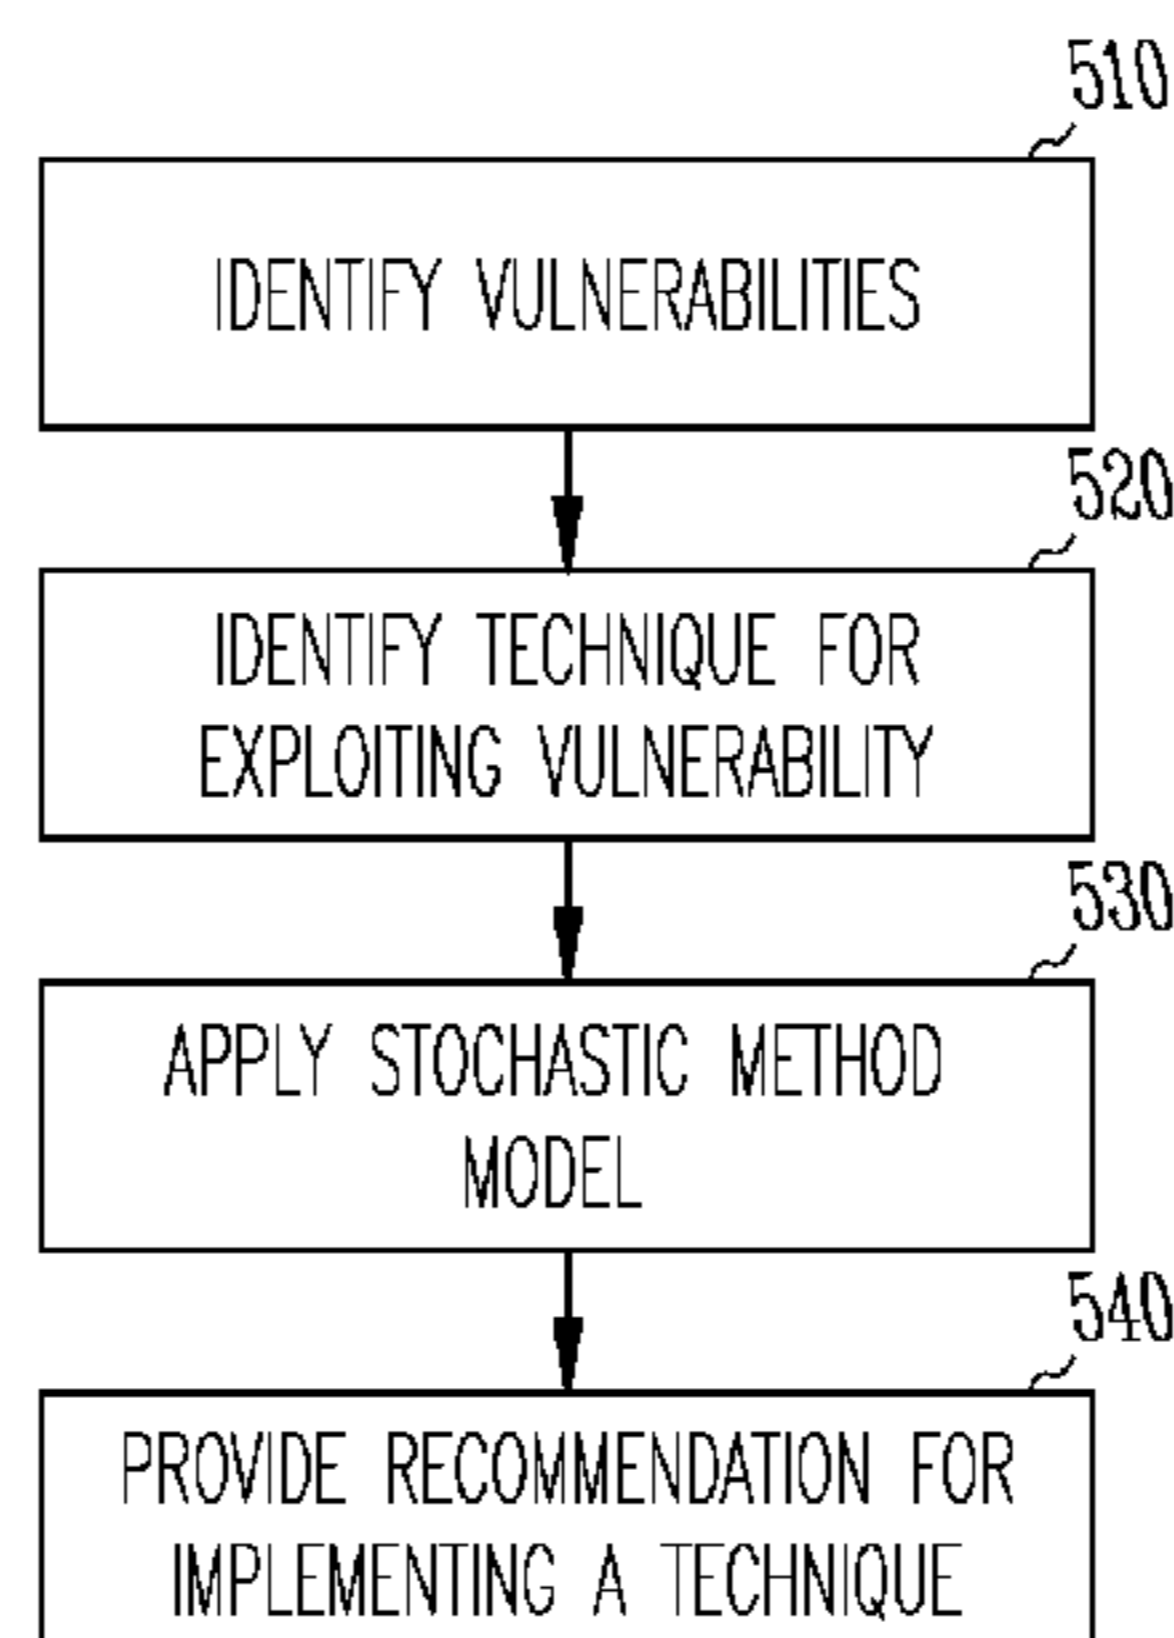 510
IDENTIFY VULNERABILITIES
520
IDENTIFY TECHNIQUE FOR
EXPLOITING VULNERABILITY
530
APPLY STOCHASTIC METHOD
MODEL
540
PROVIDE RECOMMENDATION FOR
IMPLEMENTING A TECHNIQUE